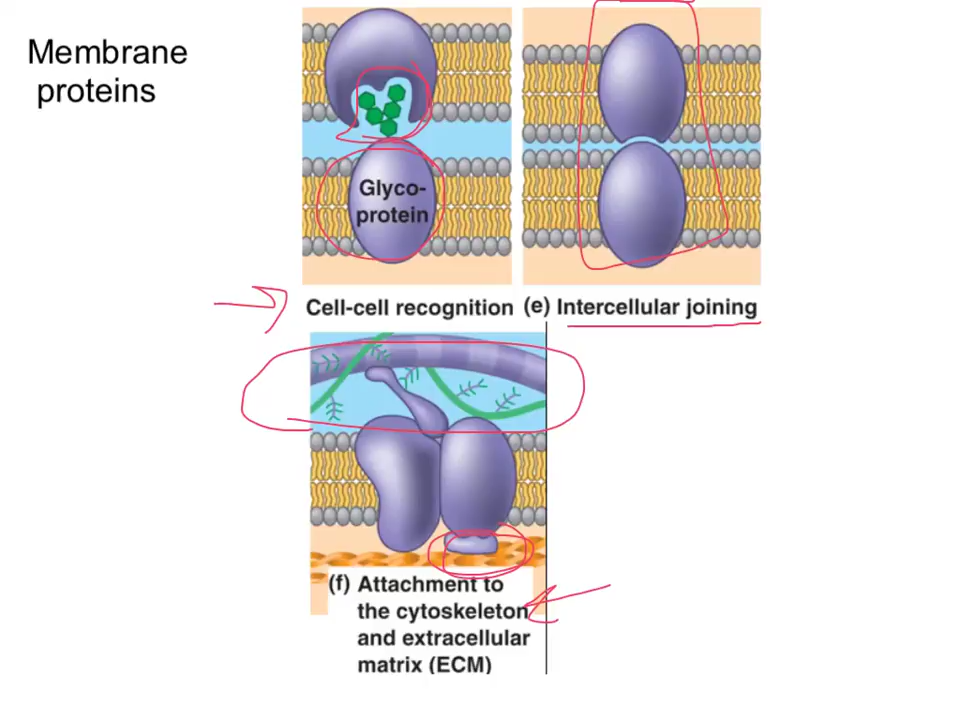 Membrane
proteins
Glyco-
protein
Cell-cell recognition
(e) Intercellular joining
(f) Attachment to
the cytoskeleton
and extracellular
matrix (ECM)